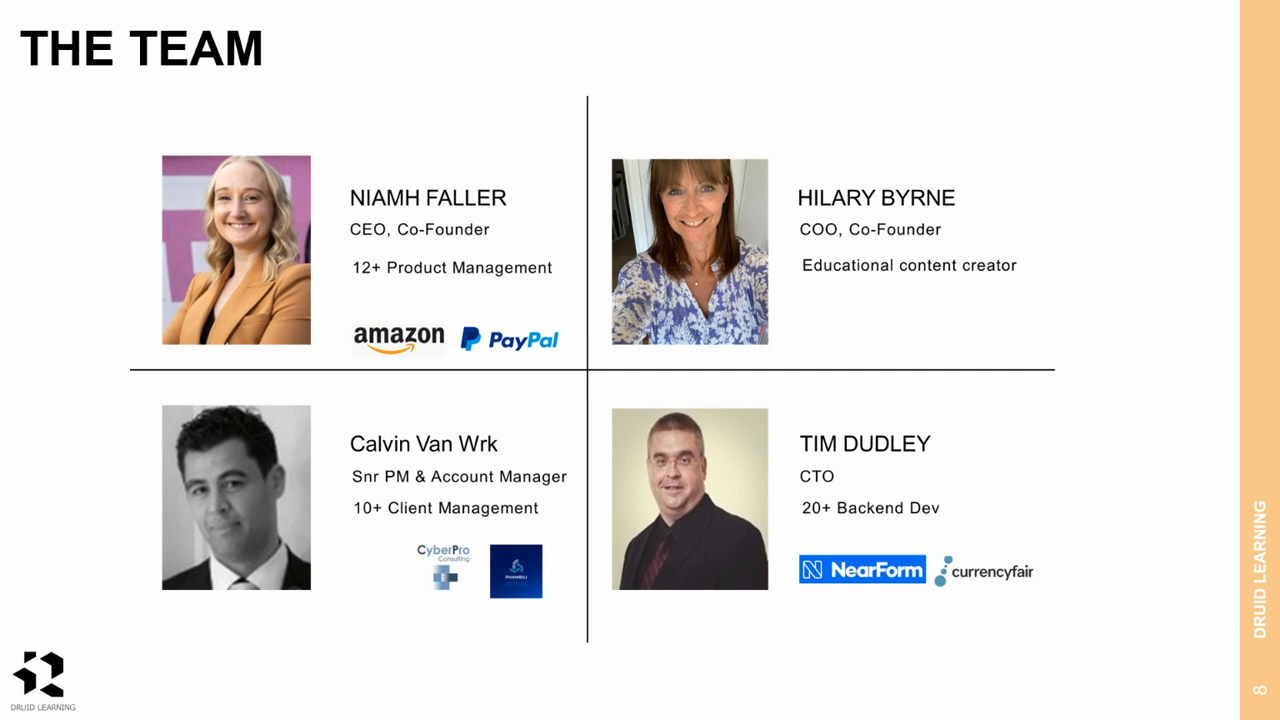 THE TEAM
NIAMH FALLER
CEO, Co-Founder
12+ Product Management
amazon
PayPal
HILARY BYRNE
COO, Co-Founder
Educational content creator
Calvin Van Wrk
Snr PM & Account Manager
10+ Client Management
CyberPro
Consulting
TIM DUDLEY
CTO
20+ Backend Dev
NearForm
currencyfair
DRUID LEARNING
DRUID LEARNING
8